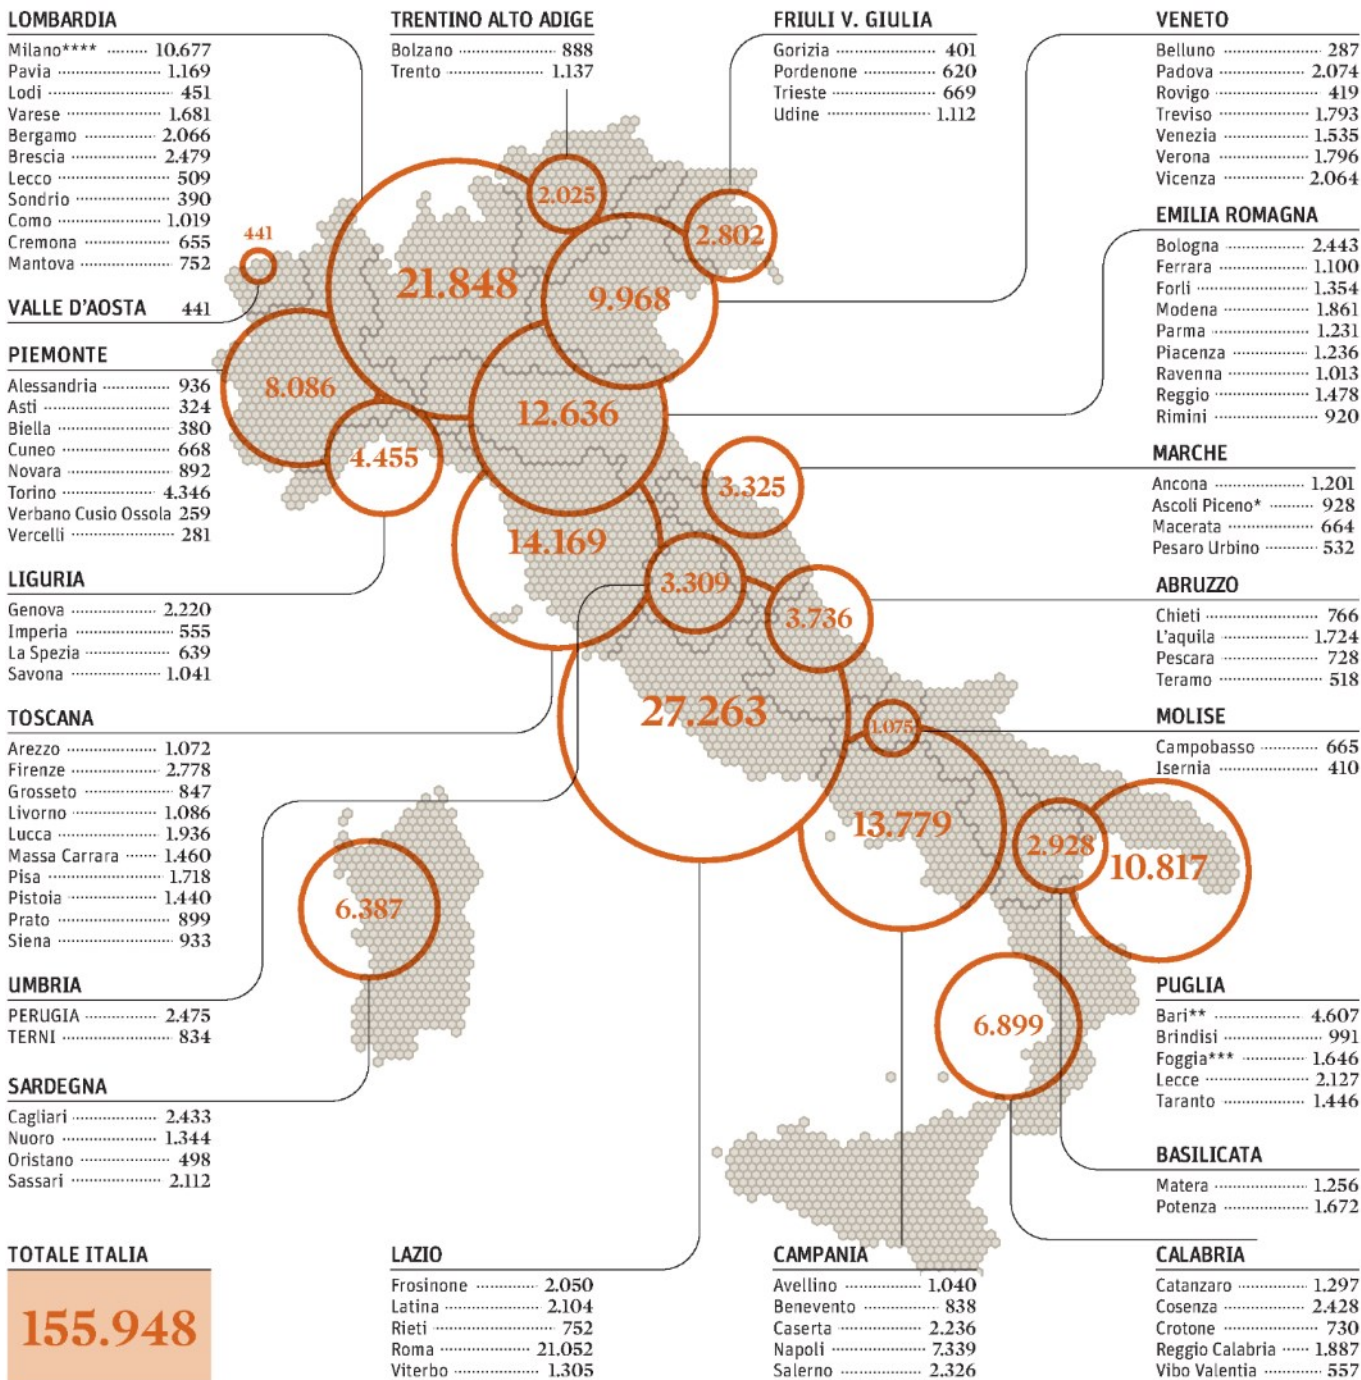 LOMBARDIA
Milano**** 10.677
Pavia 1.169
Lodi 451
Varese 1.681
Bergamo 2.066
Brescia 2.479
Lecco 509
Sondrio 390
Como 1.019
Cremona 655
Mantova 752
VALLE D'AOSTA 441
PIEMONTE
Alessandria 936
Asti 324
Biella 380
Cuneo 668
Novara 892
Torino 4.346
Verbano Cusio Ossola 259
Vercelli 281
LIGURIA
Genova 2.220
Imperia 555
La Spezia 639
Savona 1.041
TOSCANA
Arezzo 1.072
Firenze 2.778
Grosseto 847
Livorno 1.086
Lucca 1.936
Massa Carrara 1.460
Pisa 1.718
Pistoia 1.440
Prato 899
Siena 933
UMBRIA
PERUGIA 2.475
TERNI 834
SARDEGNA
Cagliari 2.433
Nuoro 1.344
Oristano 498
Sassari 2.112
TOTALE ITALIA
155.948
TRENTINO ALTO ADIGE
Bolzano 888
Trento 1.137
FRIULI V. GIULIA
Gorizia 401
Pordenone 620
Trieste 669
Udine 1.112
441
2.025
2.802
21.848
9.968
8.086
12.636
4.455
3.325
14.169
3.309
3.736
27.263
1.075
13.779
2.928
10.817
6.387
6.899
LAZIO
Frosinone 2.050
Latina 2.104
Rieti 752
Roma 21.052
Viterbo 1.305
CAMPANIA
Avellino 1.040
Benevento 838
Caserta 2.236
Napoli 7.339
Salerno 2.326
VENETO
Belluno 287
Padova 2.074
Rovigo 419
Treviso 1.793
Venezia 1.535
Verona 1.796
Vicenza 2.064
EMILIA ROMAGNA
Bologna 2.443
Ferrara 1.100
Forli 1.354
Modena 1.861
Parma 1.231
Piacenza 1.236
Ravenna 1.013
Reggio 1.478
Rimini 920
MARCHE
Ancona 1.201
Ascoli Piceno* 928
Macerata 664
Pesaro Urbino 532
ABRUZZO
Chieti 766
L'aquila 1.724
Pescara 728
Teramo 518
MOLISE
Campobasso 665
Isernia 410
PUGLIA
Bari** 4.607
Brindisi 991
Foggia*** 1.646
Lecce 2.127
Taranto 1.446
BASILICATA
Matera 1.256
Potenza 1.672
CALABRIA
Catanzaro 1.297
Cosenza 2.428
Crotone 730
Reggio Calabria 1.887
Vibo Valentia 557